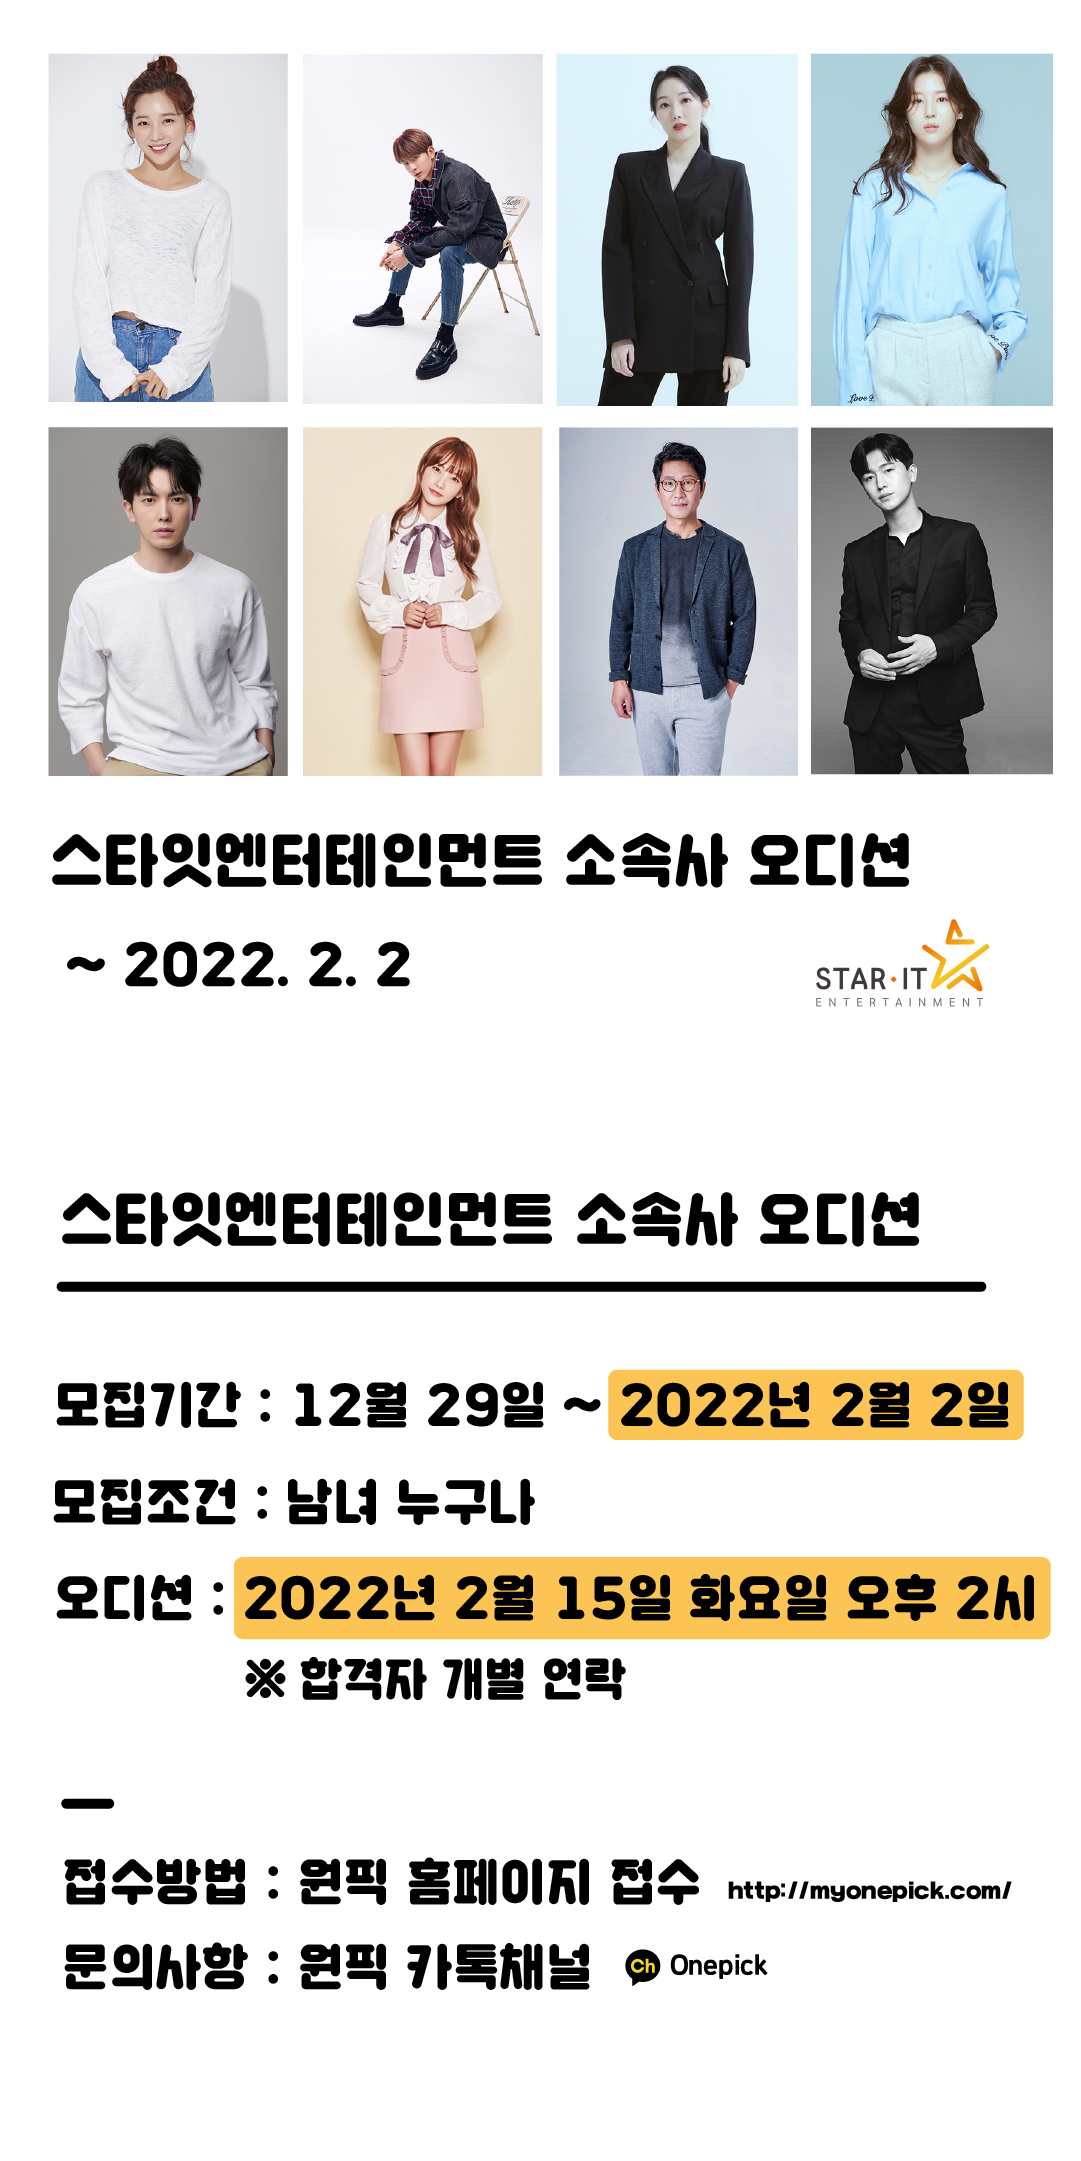 스타잇엔터테인먼트 소속사 오디션
~ 2022. 2. 2
STAR·IT
ENTERTAINMENT
스타잇엔터테인먼트 소속사 오디션
모집기간 : 12월 29일 ~ 2022년 2월 2일
모집조건 : 남녀 누구나
오디션 : 2022년 2월 15일 화요일 오후 2시
※ 합격자 개별 연락
접수방법 : 원픽 홈페이지 접수 http://myonepick.com/
문의사항 : 원픽 카톡채널 Ch Onepick